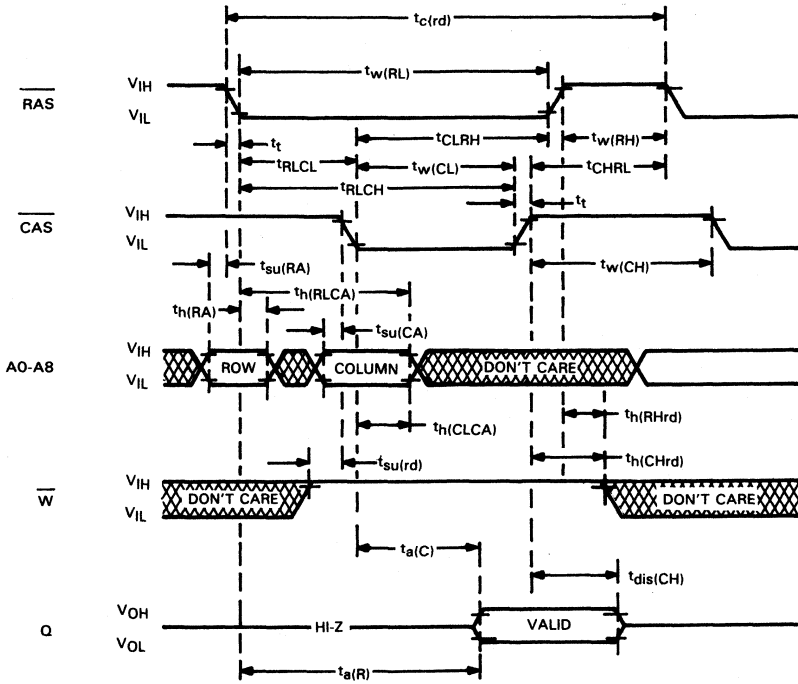 tc(rd)
tw(RL)
VIH
RAS
VIL
tCLRH
tw(RH)
tt
tRLCL
tw(CL)
tCHRL
tRLCH
VIH
tt
CAS
VIL
tsu(RA)
tw(CH)
th(RLCA)
th(RA)
tsu(CA)
VIH
A0-A8
ROW
COLUMN
DON'T CARE
VIL
th(RHrd)
th(CLCA)
th(CHrd)
tsu(rd)
VIH
W
DON'T CARE
DON'T CARE
VIL
ta(C)
tdis(CH)
VOH
Q
HI-Z
VALID
VOL
ta(R)